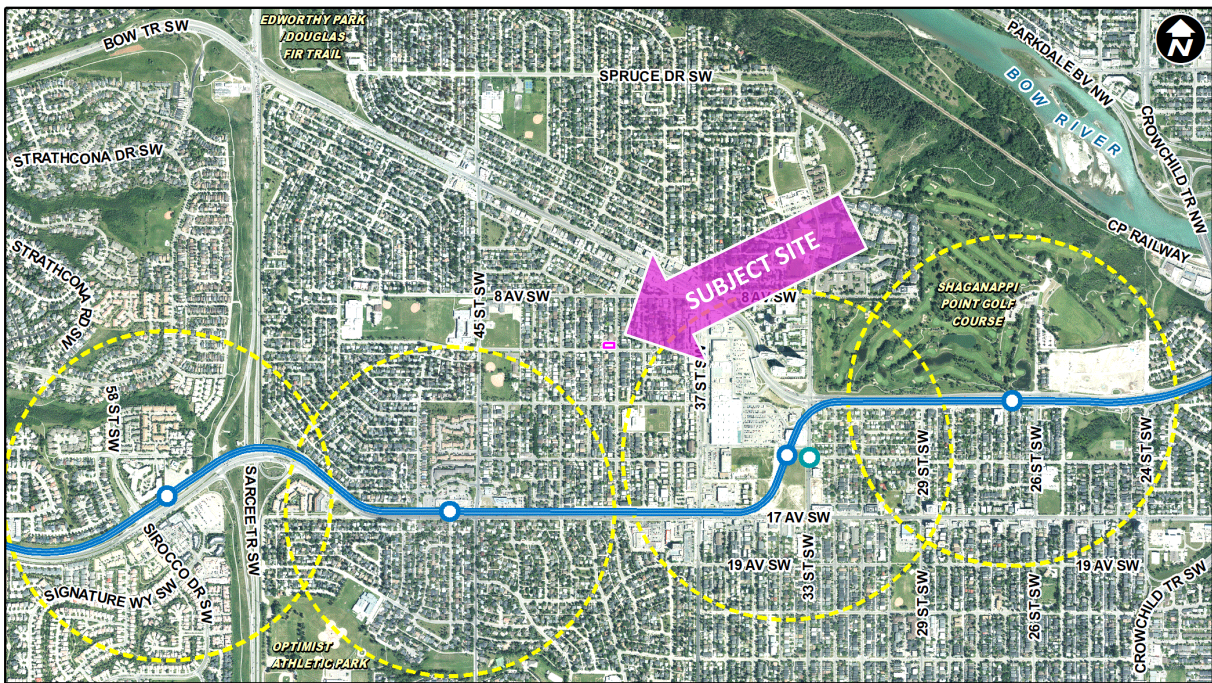 EDWORTHY PARK
/DOUGLAS
FIR TRAIL
BOW TR SW
SPRUCE DR SW
PARKDALE BV NW
N
BOW RIVER
CROWCHILD TR NW
STRATHCONA DR SW
CP RAILWAY
STRATHCONA RD SW
45 ST SW
8 AV SW
SUBJECT SITE
8 AV SW
SHAGANAPPI
POINT GOLF
COURSE
37 ST SW
58 ST SW
29 ST SW
26 ST SW
24 ST SW
SARCEE TR SW
17 AV SW
SIROCCO DR SW
SIGNATURE WY SW
19 AV SW
33 ST SW
29 ST SW
26 ST SW
19 AV SW
CROWCHILD TR SW
OPTIMIST
ATHLETIC PARK